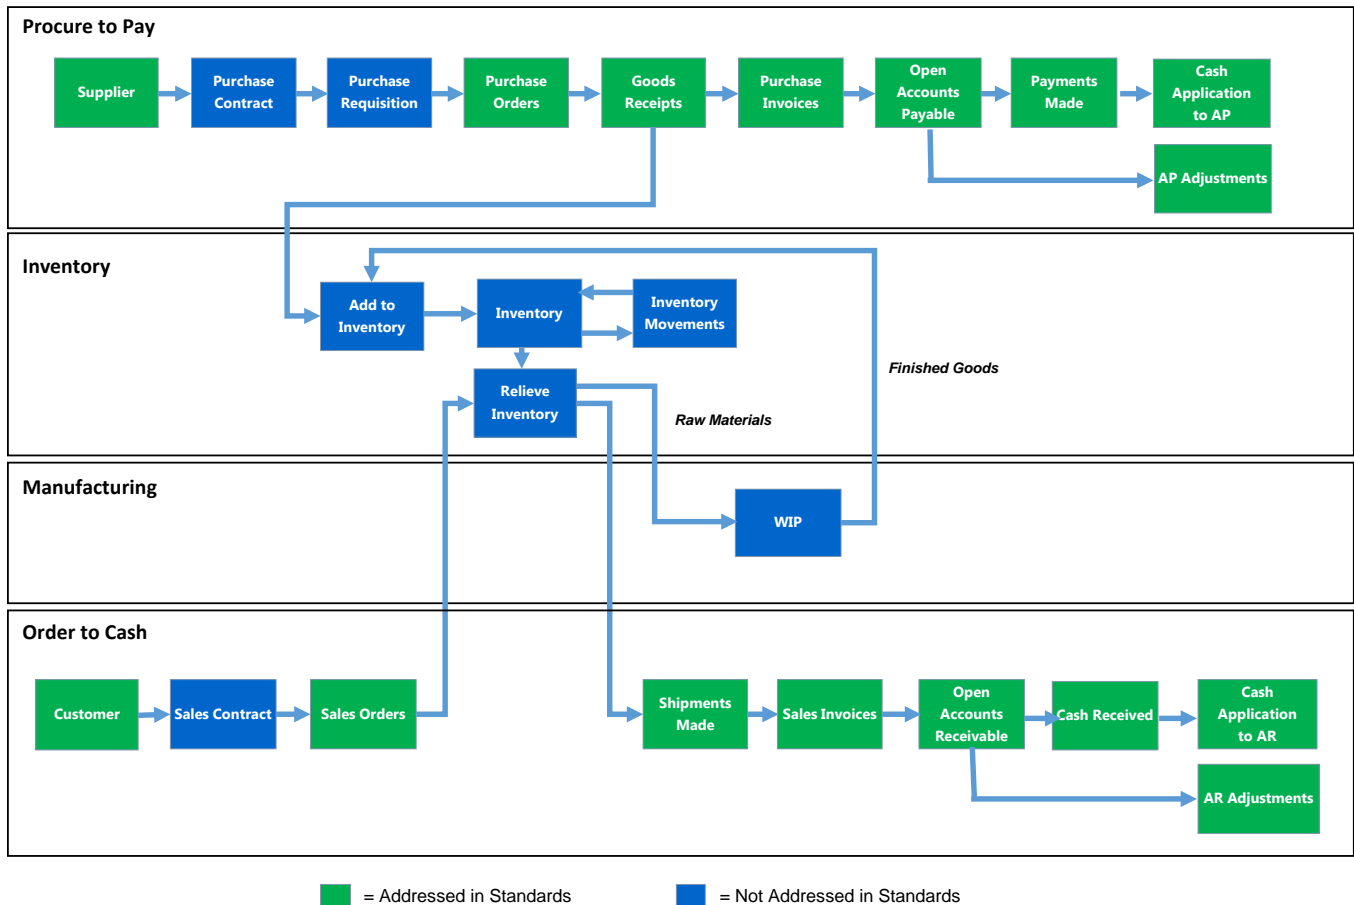 Procure to Pay
Supplier
Purchase
Contract
Purchase
Requisition
Purchase
Orders
Goods
Receipts
Purchase
Invoices
Open
Accounts
Payable
Payments
Made
Cash
Application
to AP
AP Adjustments
Inventory
Add to
Inventory
Inventory
Inventory
Movements
Relieve
Inventory
Raw Materials
Finished Goods
Manufacturing
WIP
Order to Cash
Customer
Sales Contract
Sales Orders
Shipments
Made
Sales Invoices
Open
Accounts
Receivable
Cash Received
Cash
Application
to AR
AR Adjustments
= Addressed in Standards
= Not Addressed in Standards